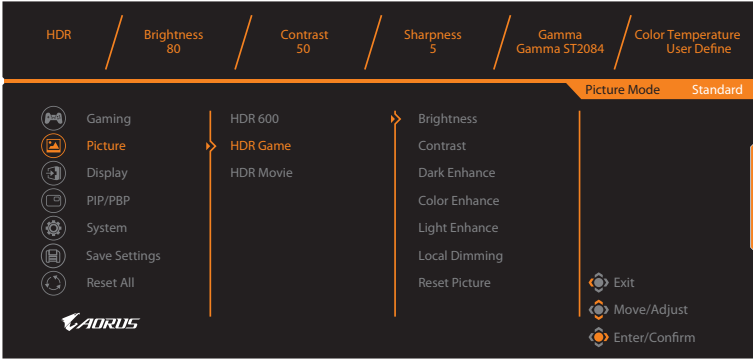 HDR
Brightness
80
Contrast
50
Sharpness
5
Gamma
Gamma ST2084
Color Temperature
User Define
Picture Mode Standard
Gaming
Picture
Display
PIP/PBP
System
Save Settings
Reset All
HDR 600
HDR Game
HDR Movie
Brightness
Contrast
Dark Enhance
Color Enhance
Light Enhance
Local Dimming
Reset Picture
Exit
Move/Adjust
Enter/Confirm
AORUS